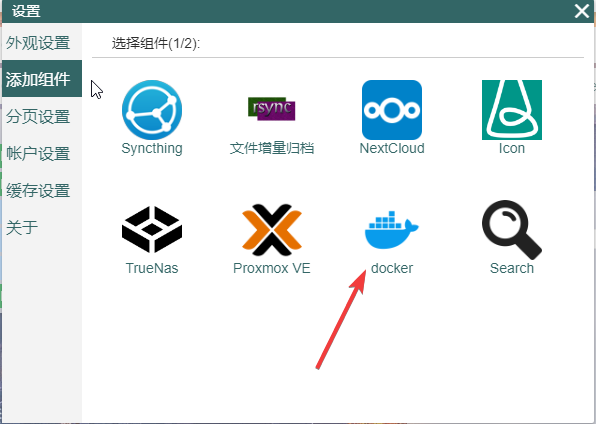 设置
外观设置
添加组件
分页设置
帐户设置
缓存设置
关于
选择组件(1/2):
rsync
Syncthing
文件增量归档
NextCloud
Icon
TrueNas
Proxmox VE
docker
Search